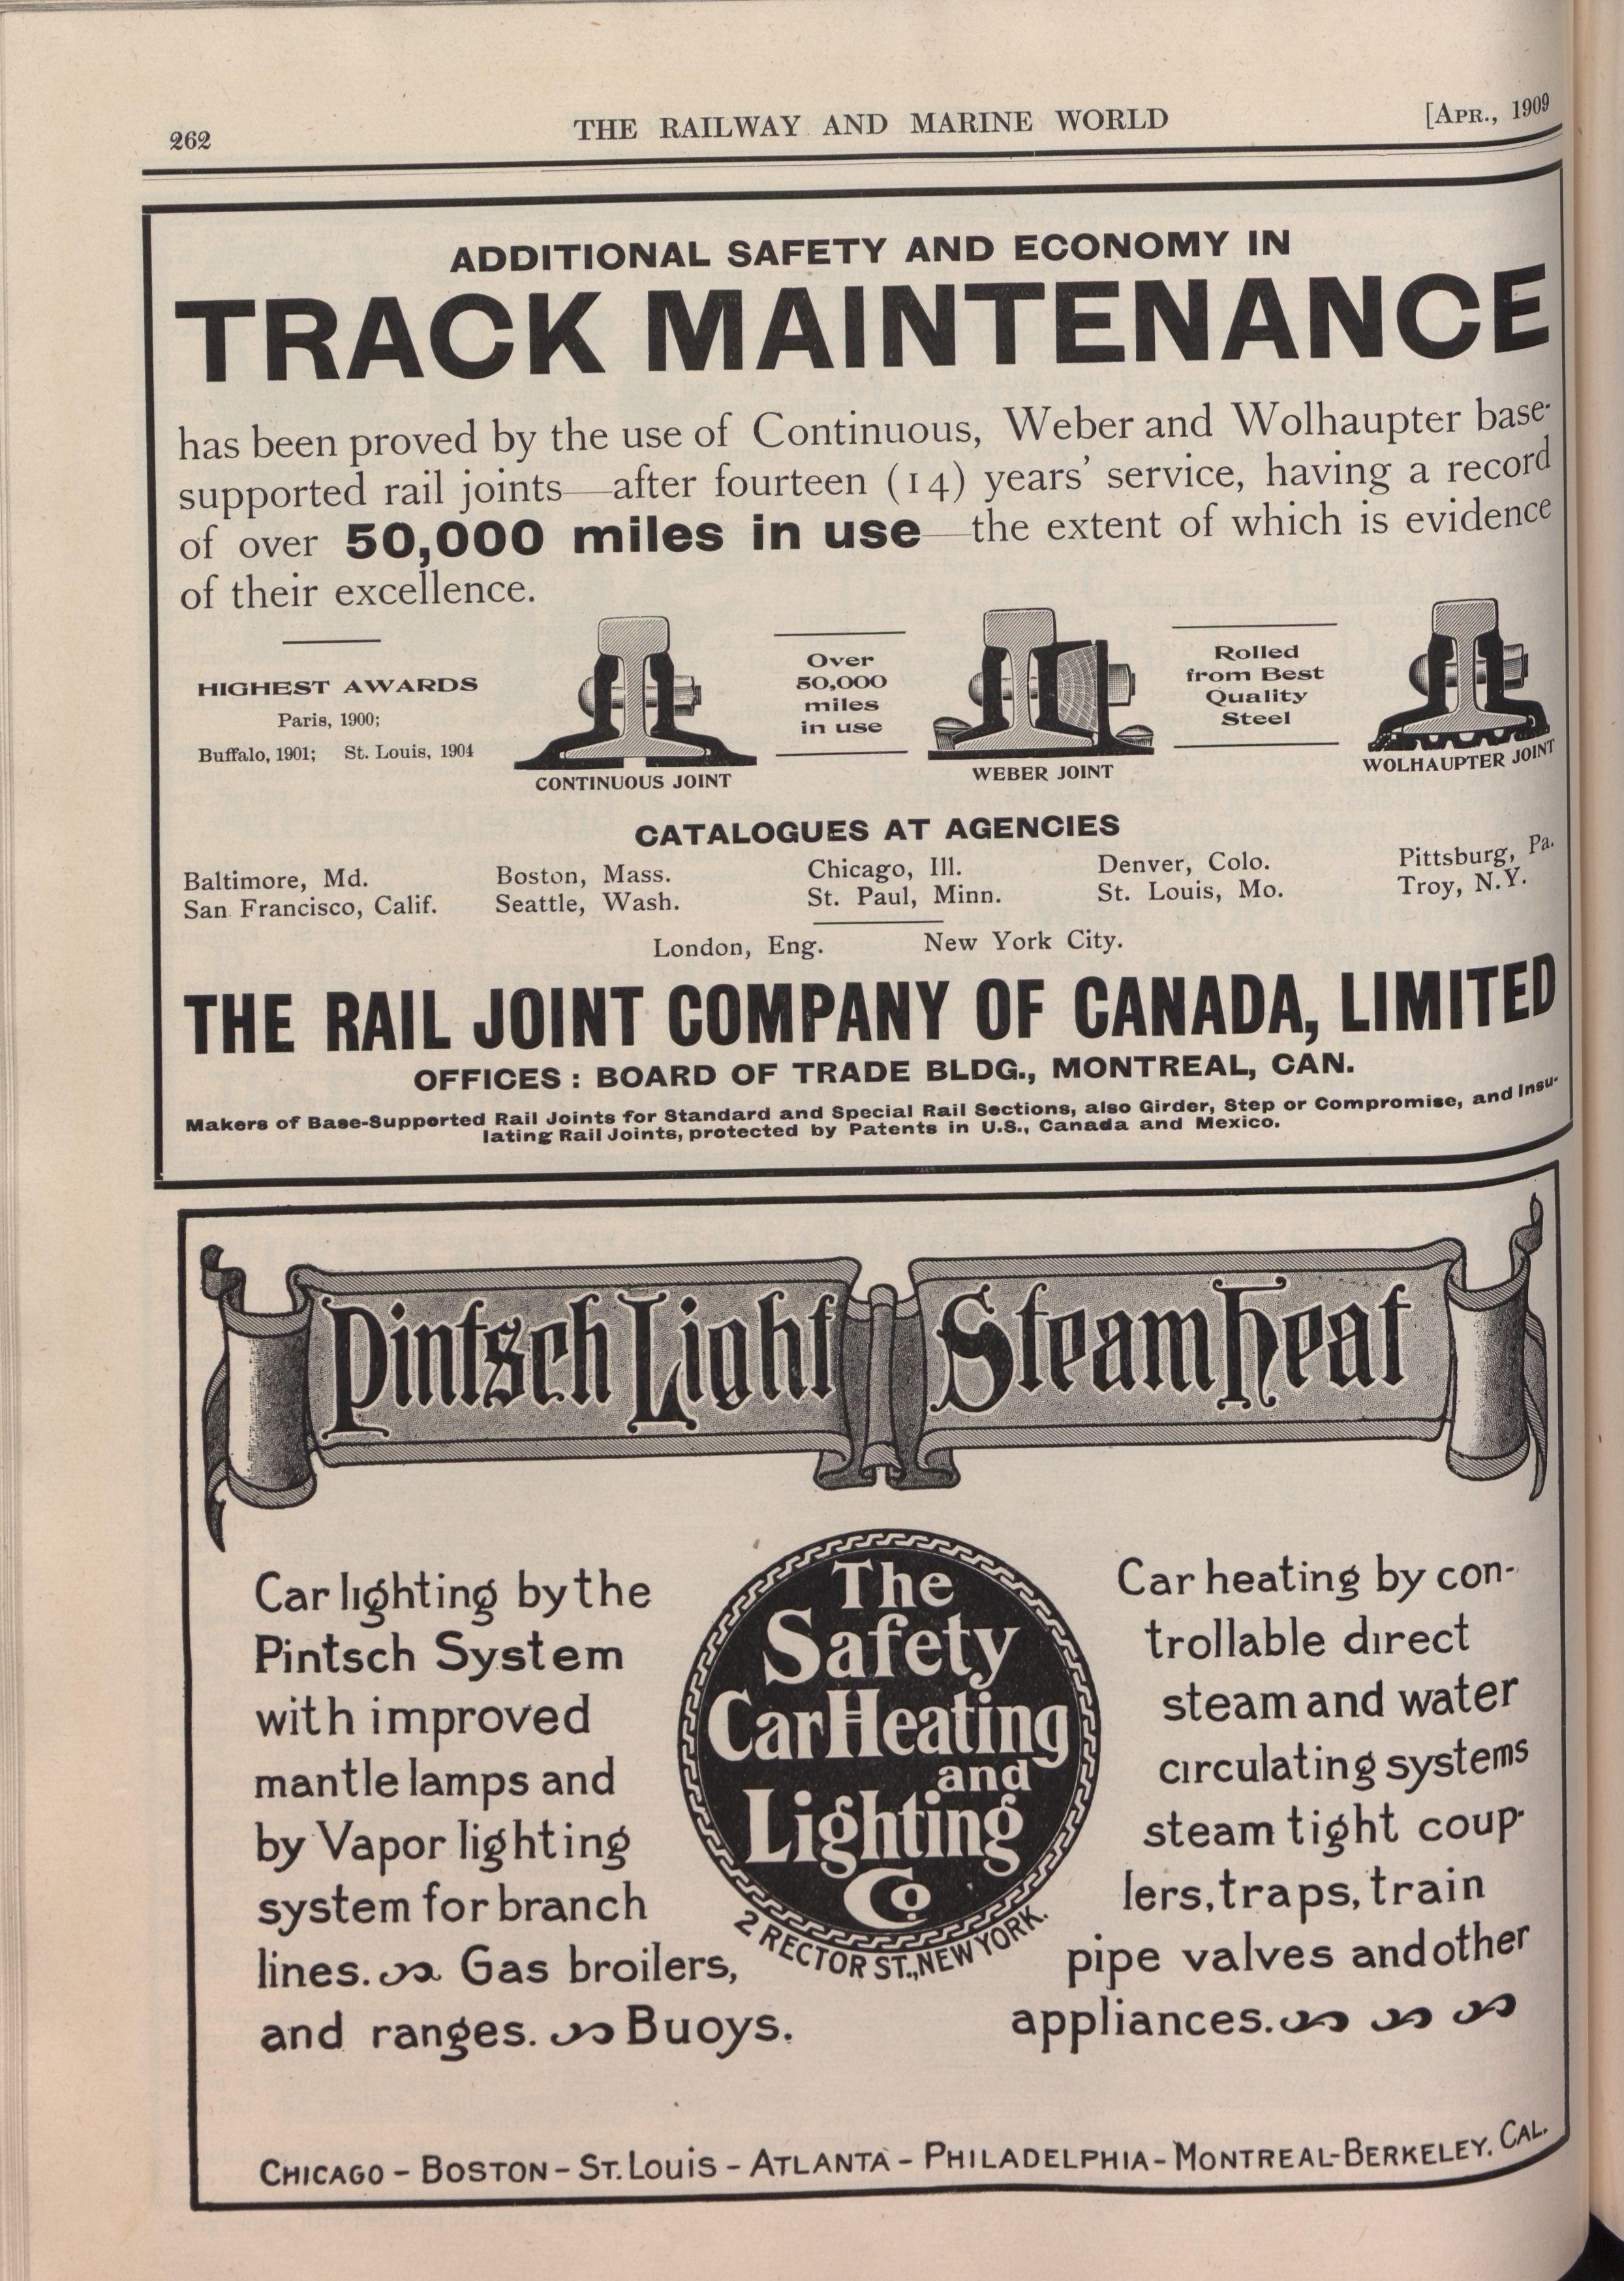 262
THE RAILWAY AND MARINE WORLD
[APR., 1909
ADDITIONAL SAFETY AND ECONOMY IN
TRACK MAINTENANCE
has been proved by the use of Continuous, Weber and Wolhaupter base-
supported rail joints—after fourteen (14) years' service, having a record
of over 50,000 miles in use—the extent of which is evidence
of their excellence.
HIGHEST AWARDS
Paris, 1900;
Buffalo, 1901; St. Louis, 1904
CONTINUOUS JOINT
Over
50,000
miles
in use
WEBER JOINT
Rolled
from Best
Quality
Steel
WOLHAUPTER JOINT
CATALOGUES AT AGENCIES
Baltimore, Md. Boston, Mass. Chicago, Ill. Denver, Colo. Pittsburg, Pa.
San Francisco, Calif. Seattle, Wash. St. Paul, Minn. St. Louis, Mo. Troy, N.Y.
London, Eng. New York City.
THE RAIL JOINT COMPANY OF CANADA, LIMITED
OFFICES : BOARD OF TRADE BLDG., MONTREAL, CAN.
Makers of Base-Supported Rail Joints for Standard and Special Rail Sections, also Girder, Step or Compromise, and Insu-
lating Rail Joints, protected by Patents in U.S., Canada and Mexico.
Pintsch Light Steam Heat
Car lighting by the
Pintsch System
with improved
mantle lamps and
by Vapor lighting
system for branch
lines. Gas broilers,
and ranges. Buoys.
The
Safety
Car Heating
and
Lighting
Co.
2 RECTOR ST., NEW YORK.
Car heating by con-
trollable direct
steam and water
circulating systems
steam tight coup-
lers, traps, train
pipe valves and other
appliances.
CHICAGO - BOSTON - ST. LOUIS - ATLANTA - PHILADELPHIA - MONTREAL - BERKELEY. CAL.